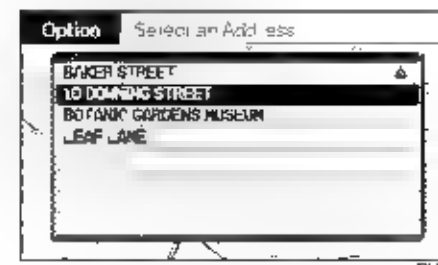 Option Select an Address
BAKER STREET
10 DOWNING STREET
BOTANIC GARDENS MUSEUM
LEAF LANE